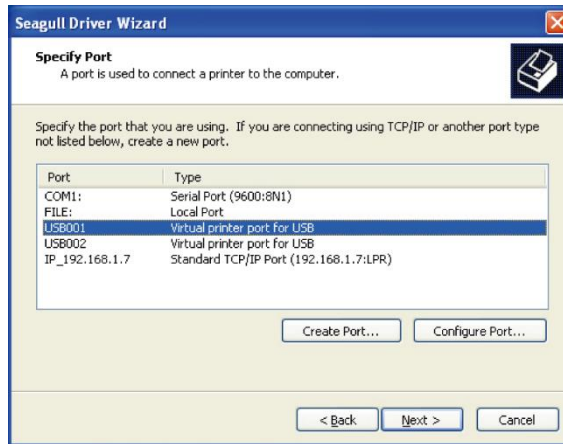 Seagull Driver Wizard
Specify Port
A port is used to connect a printer to the computer.
Specify the port that you are using. If you are connecting using TCP/IP or another port type
not listed below, create a new port.
Port Type
COM1: Serial Port (9600:8N1)
FILE: Local Port
USB001 Virtual printer port for USB
USB002 Virtual printer port for USB
IP_192.168.1.7 Standard TCP/IP Port (192.168.1.7:LPR)
Create Port... Configure Port...
< Back Next > Cancel